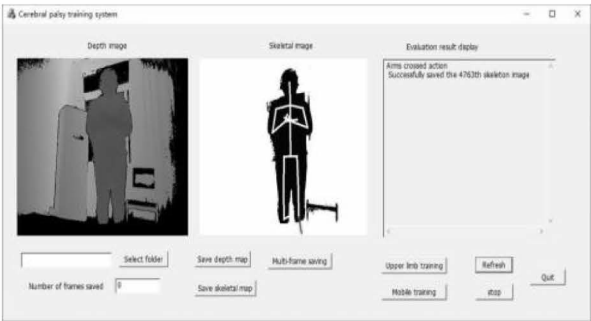 Cerebral palsy training system
Depth image
Skeletal image
Evaluation result display
Arms crossed action
Successfully saved the 4763th skeleton image
Select folder
Save depth map
Multi-frame saving
Upper limb training
Refresh
Quit
Number of frames saved
0
Save skeletal map
Mobile training
stop